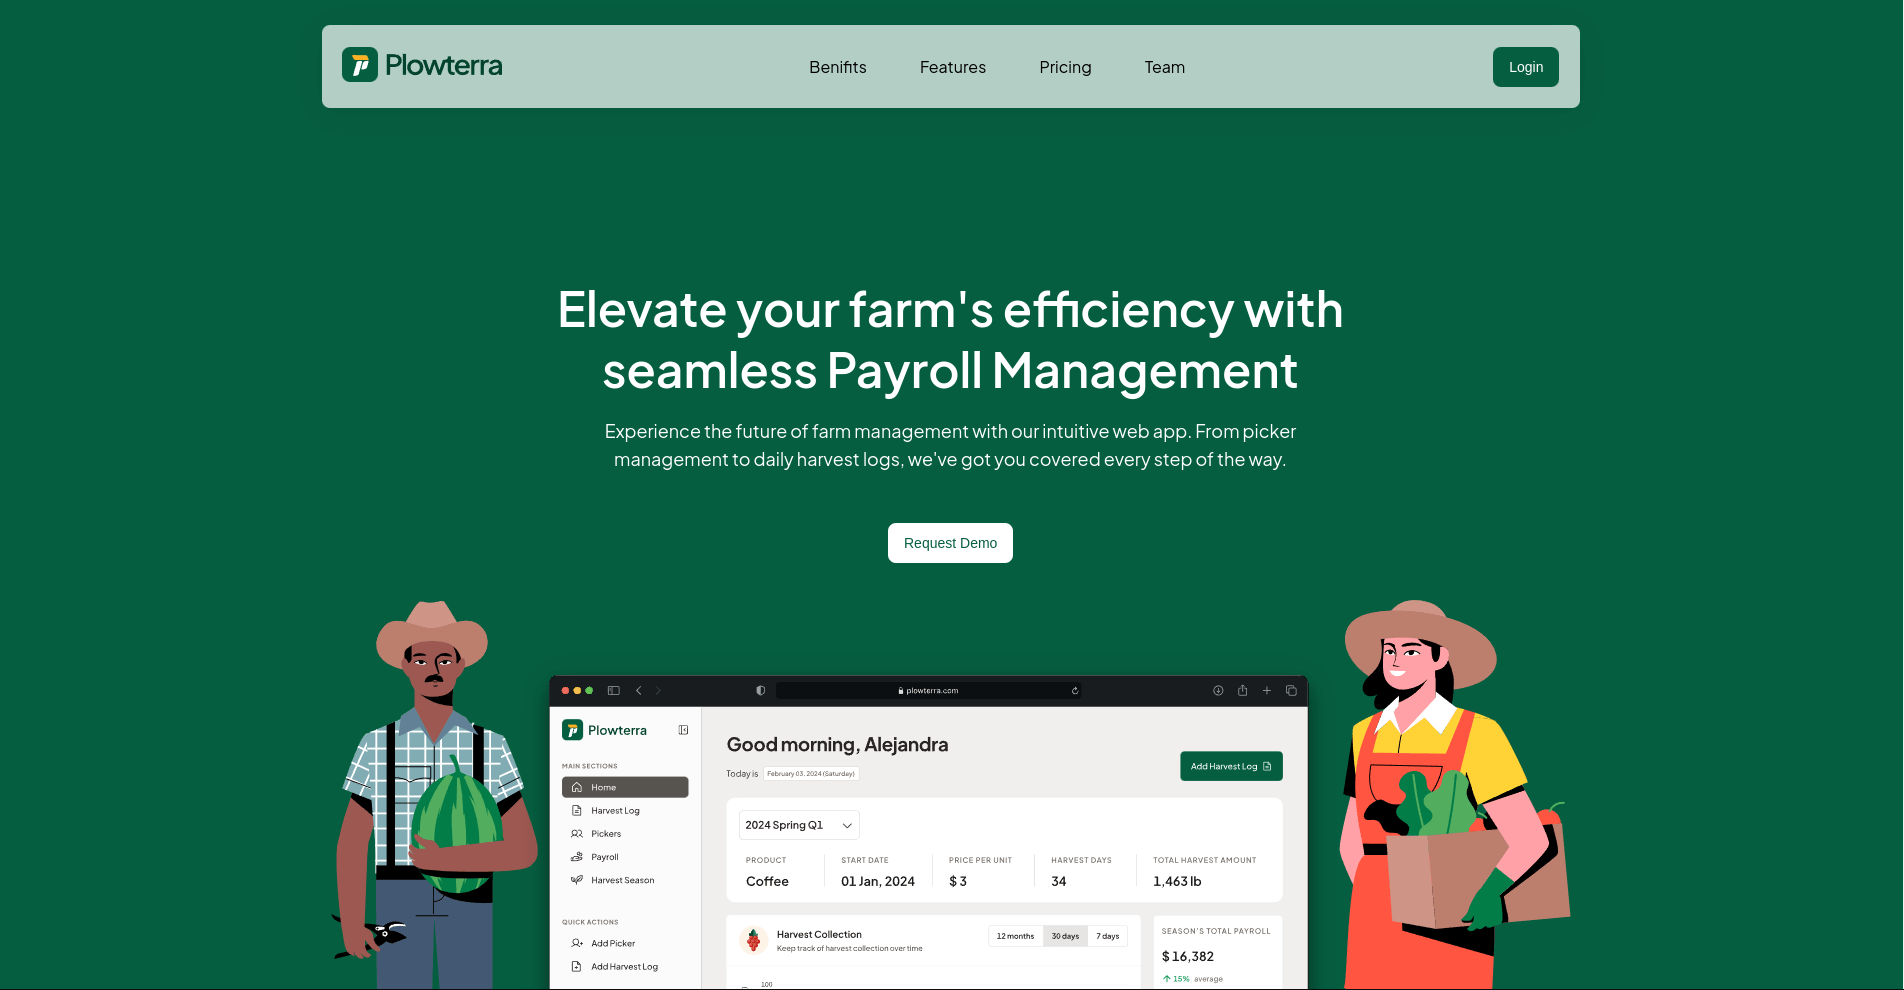 Plowterra
Benifits
Features
Pricing
Team
Login
Elevate your farm's efficiency with
seamless Payroll Management
Experience the future of farm management with our intuitive web app. From picker
management to daily harvest logs, we've got you covered every step of the way.
Request Demo
plowterra.com
Plowterra
MAIN SECTIONS
Home
Harvest Log
Pickers
Payroll
Harvest Season
QUICK ACTIONS
Add Picker
Add Harvest Log
Good morning, Alejandra
Today is February 03, 2024 (Saturday)
Add Harvest Log
2024 Spring Q1
PRODUCT
Coffee
START DATE
01 Jan, 2024
PRICE PER UNIT
$ 3
HARVEST DAYS
34
TOTAL HARVEST AMOUNT
1,463 lb
Harvest Collection
Keep track of harvest collection over time
12 months
30 days
7 days
100
SEASON'S TOTAL PAYROLL
$ 16,382
15% average